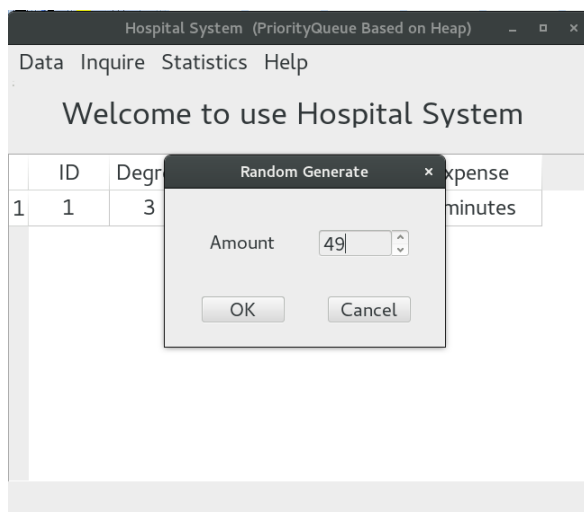 Hospital System (PriorityQueue Based on Heap)
Data Inquire Statistics Help
Welcome to use Hospital System
ID Degr xpense
1 1 3 minutes
Random Generate
Amount 49
OK Cancel